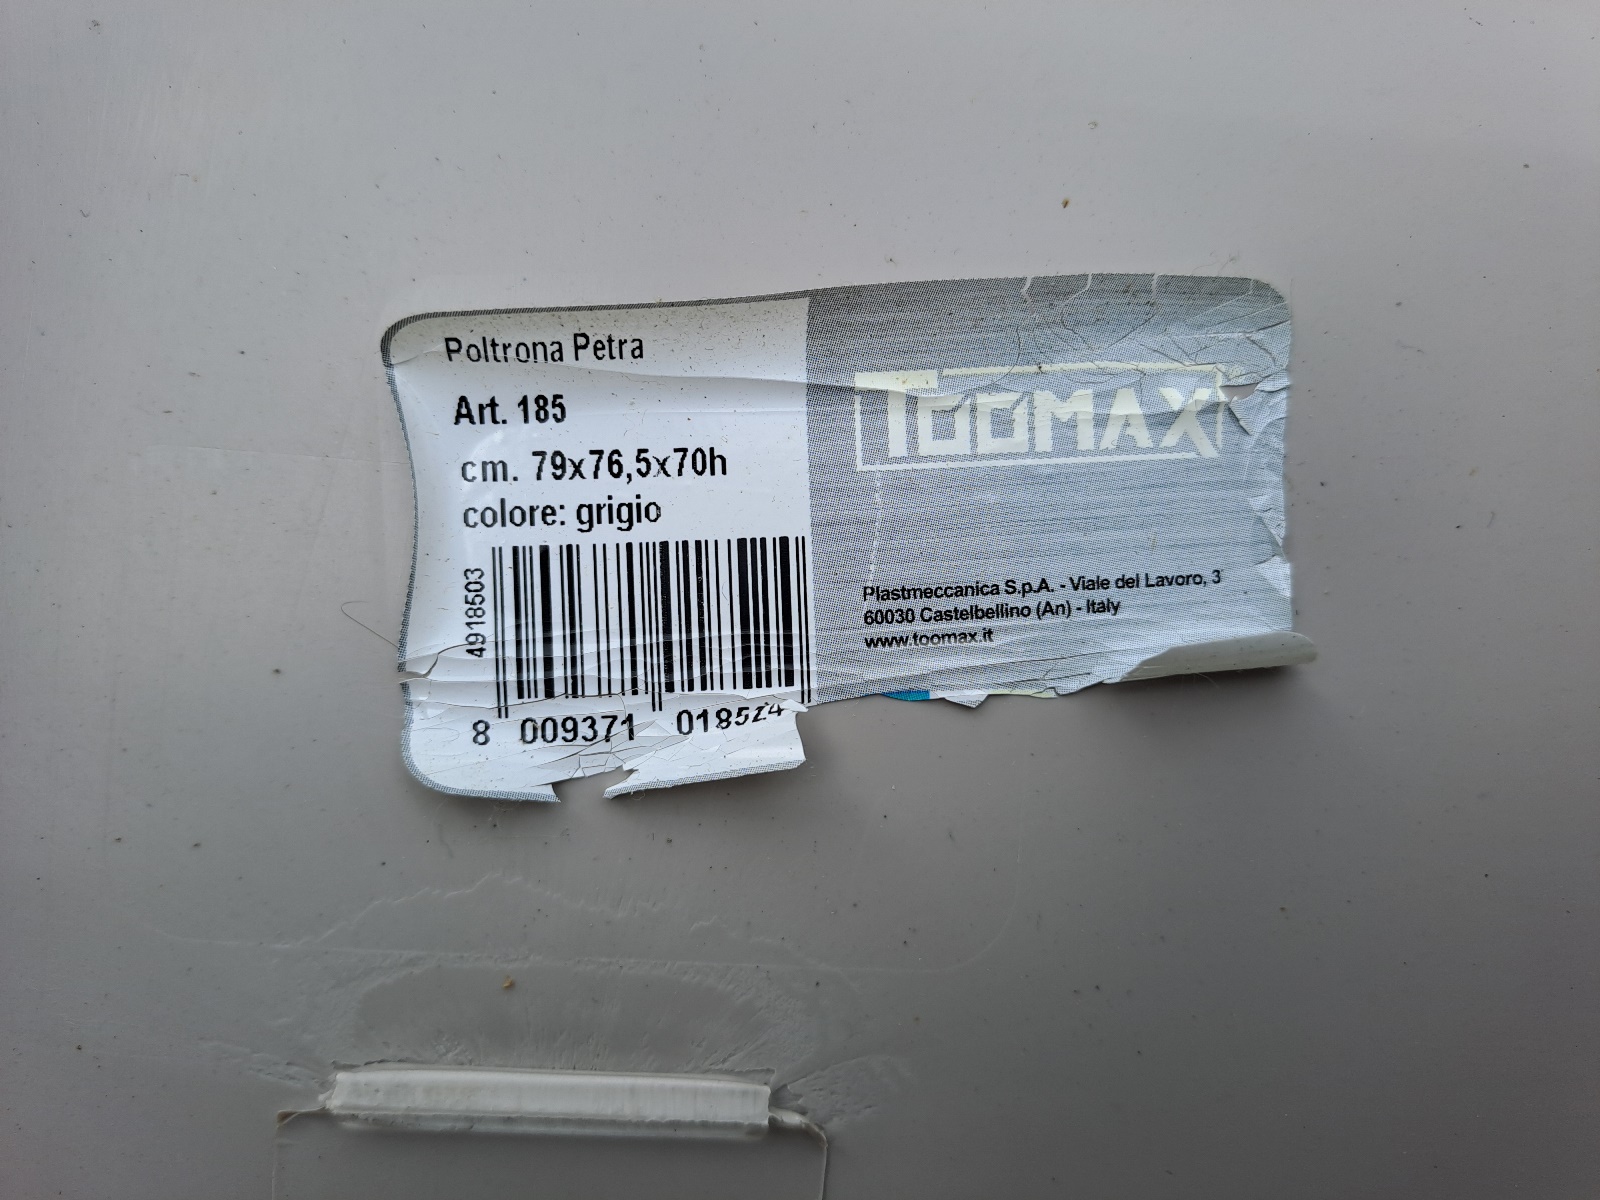 Poltrona Petra
Art. 185
cm. 79x76,5x70h
colore: grigio
4918503
8 009371 018524
TOOMAX
Plastmeccanica S.p.A. - Viale del Lavoro, 3
60030 Castelbellino (An) - Italy
www.toomax.it